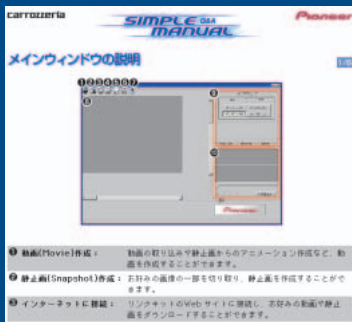 carrozzeria
SIMPLE Q&A
MANUAL
Pioneer
メインウィンドウの説明
❶❷❸❹❺❻❼
❽
❾
❿
Pioneer
❶ 動画(Movie)作成： 動画の取り込みや静止画からのアニメーション作成など、動
画を作成することができます。
❷ 静止画(Snapshot)作成： お好みの画像の一部を切り取り、静止画を作成することがで
きます。
❸ インターネットに接続： リンクネットのWeb サイトに接続し、お好みの動画や静止
画をダウンロードすることができます。